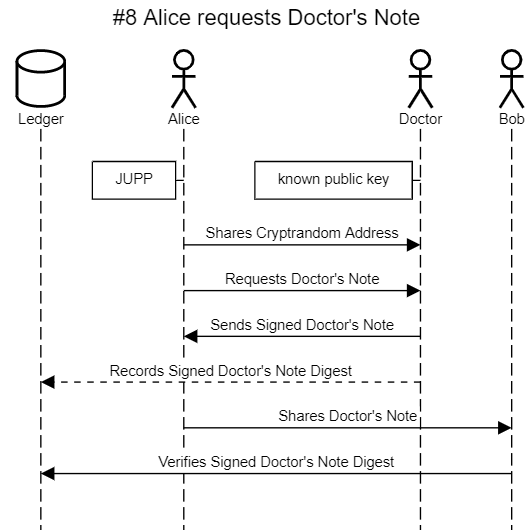 #8 Alice requests Doctor's Note
Ledger
Alice
Doctor
Bob
JUPP
known public key
Shares Cryptrandom Address
Requests Doctor's Note
Sends Signed Doctor's Note
Records Signed Doctor's Note Digest
Shares Doctor's Note
Verifies Signed Doctor's Note Digest